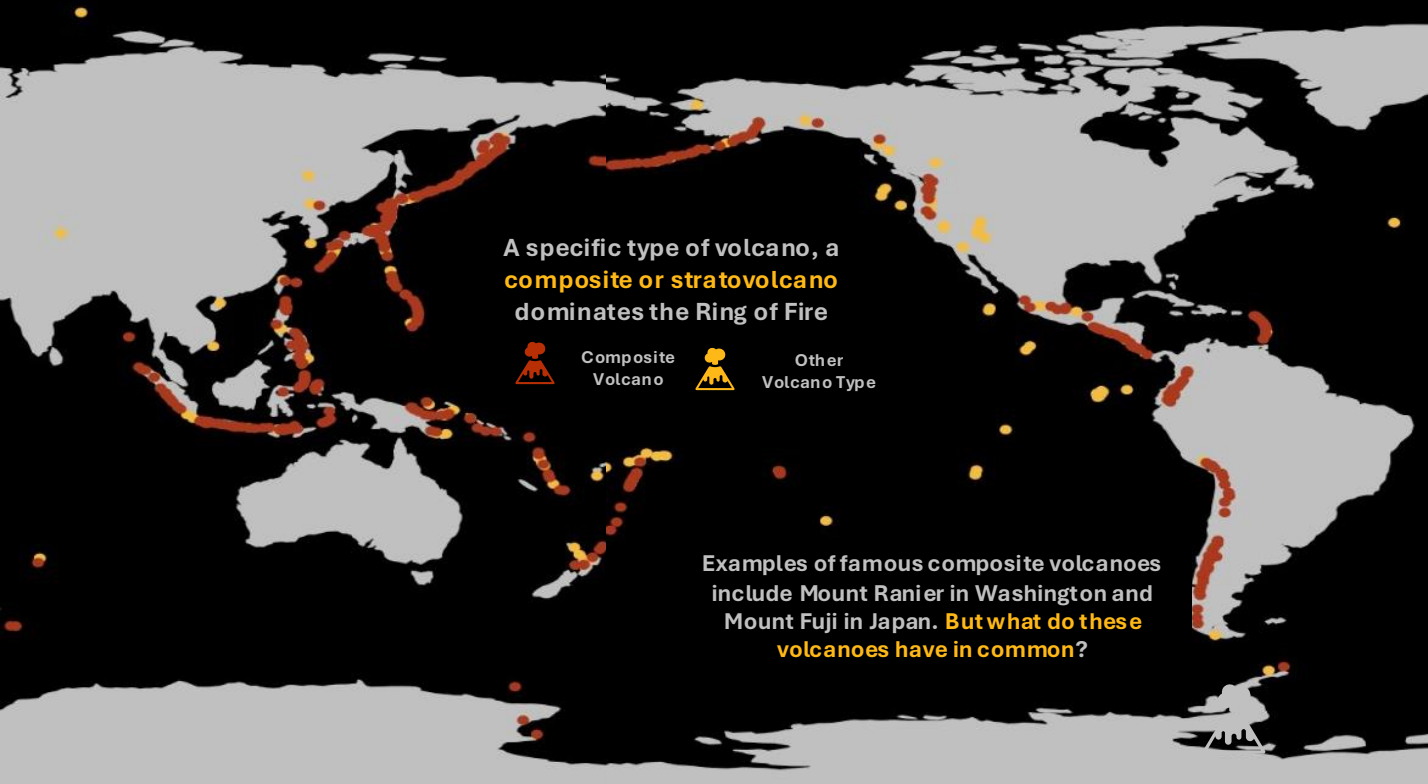 A specific type of volcano, a
composite or stratovolcano
dominates the Ring of Fire
Composite
Volcano
Other
Volcano Type
Examples of famous composite volcanoes
include Mount Ranier in Washington and
Mount Fuji in Japan. But what do these
volcanoes have in common?